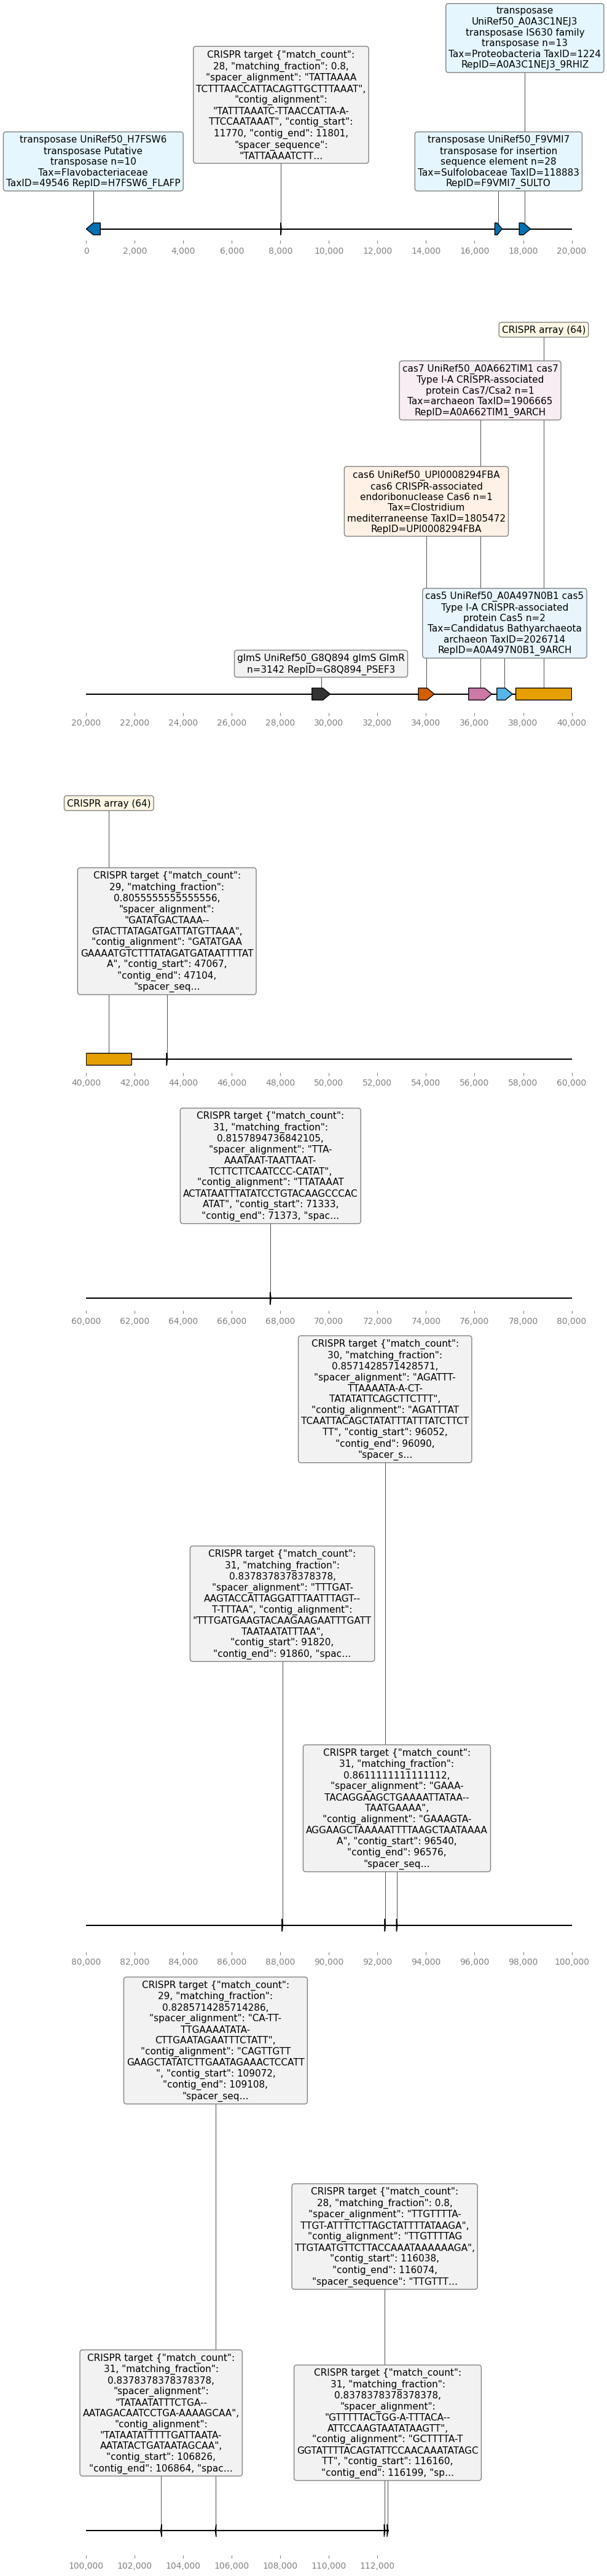 transposase
UniRef50_A0A3C1NEJ3
transposase IS630 family
transposase n=13
Tax=Proteobacteria TaxID=1224
RepID=A0A3C1NEJ3_9RHIZ
CRISPR target {"match_count":
28, "matching_fraction": 0.8,
"spacer_alignment": "TATTAAAA
TCTTTAACCATTACAGTTGCTTTAAAT",
"contig_alignment":
"TATTTAAATC-TTAACCATTA-A-
TTCCAATAAAT", "contig_start":
11770, "contig_end": 11801,
"spacer_sequence":
"TATTAAAATCTT...
transposase UniRef50_H7FSW6
transposase Putative
transposase n=10
Tax=Flavobacteriaceae
TaxID=49546 RepID=H7FSW6_FLAFP
transposase UniRef50_F9VMI7
transposase for insertion
sequence element n=28
Tax=Sulfolobaceae TaxID=118883
RepID=F9VMI7_SULTO
0 2,000 4,000 6,000 8,000 10,000 12,000 14,000 16,000 18,000 20,000
CRISPR array (64)
cas7 UniRef50_A0A662TIM1 cas7
Type I-A CRISPR-associated
protein Cas7/Csa2 n=1
Tax=archaeon TaxID=1906665
RepID=A0A662TIM1_9ARCH
cas6 UniRef50_UPI0008294FBA
cas6 CRISPR-associated
endoribonuclease Cas6 n=1
Tax=Clostridium
mediterraneense TaxID=1805472
RepID=UPI0008294FBA
cas5 UniRef50_A0A497N0B1 cas5
Type I-A CRISPR-associated
protein Cas5 n=2
Tax=Candidatus Bathyarchaeota
archaeon TaxID=2026714
RepID=A0A497N0B1_9ARCH
glmS UniRef50_G8Q894 glmS GlmR
n=3142 RepID=G8Q894_PSEF3
20,000 22,000 24,000 26,000 28,000 30,000 32,000 34,000 36,000 38,000 40,000
CRISPR array (64)
CRISPR target {"match_count":
29, "matching_fraction":
0.8055555555555556,
"spacer_alignment":
"GATATGACTAAA--
GTACTTATAGATGATTATGTTAAA",
"contig_alignment": "GATATGAA
GAAAATGTCTTTATAGATGATAATTTTAT
A", "contig_start": 47067,
"contig_end": 47104,
"spacer_seq...
40,000 42,000 44,000 46,000 48,000 50,000 52,000 54,000 56,000 58,000 60,000
CRISPR target {"match_count":
31, "matching_fraction":
0.8157894736842105,
"spacer_alignment": "TTA-
AAATAAT-TAATTAAT-
TCTTCTTCAATCCC-CATAT",
"contig_alignment": "TTATAAAT
ACTATAATTTATATCCTGTACAAGCCCAC
ATAT", "contig_start": 71333,
"contig_end": 71373, "spac...
60,000 62,000 64,000 66,000 68,000 70,000 72,000 74,000 76,000 78,000 80,000
CRISPR target {"match_count":
30, "matching_fraction":
0.8571428571428571,
"spacer_alignment": "AGATTT-
TTAAAATA-A-CT-
TATATATTCAGCTTCTTT",
"contig_alignment": "AGATTTAT
TCAATTACAGCTATATTTATTTATCTTCT
TT", "contig_start": 96052,
"contig_end": 96090,
"spacer_s...
CRISPR target {"match_count":
31, "matching_fraction":
0.8378378378378378,
"spacer_alignment": "TTTGAT-
AAGTACCATTAGGATTTAATTTAGT--
T-TTTAA", "contig_alignment":
"TTTGATGAAGTACAAGAAGAATTTGATT
TAATAATATTTAA",
"contig_start": 91820,
"contig_end": 91860, "spac...
CRISPR target {"match_count":
31, "matching_fraction":
0.8611111111111112,
"spacer_alignment": "GAAA-
TACAGGAAGCTGAAAATTATAA--
TAATGAAAA",
"contig_alignment": "GAAAGTA-
AGGAAGCTAAAAATTTTAAGCTAATAAAA
A", "contig_start": 96540,
"contig_end": 96576,
"spacer_seq...
80,000 82,000 84,000 86,000 88,000 90,000 92,000 94,000 96,000 98,000 100,000
CRISPR target {"match_count":
29, "matching_fraction":
0.8285714285714286,
"spacer_alignment": "CA-TT-
TTGAAAATATA-
CTTGAATAGAATTTCTATT",
"contig_alignment": "CAGTTGTT
GAAGCTATATCTTGAATAGAAACTCCATT
", "contig_start": 109072,
"contig_end": 109108,
"spacer_seq...
CRISPR target {"match_count":
28, "matching_fraction": 0.8,
"spacer_alignment": "TTGTTTTA-
TTGT-ATTTTCTTAGCTATTTTATAAGA",
"contig_alignment": "TTGTTTTAG
TTGTAATGTTCTTACCAAATAAAAAAGA",
"contig_start": 116038,
"contig_end": 116074,
"spacer_sequence": "TTGTTT...
CRISPR target {"match_count":
31, "matching_fraction":
0.8378378378378378,
"spacer_alignment":
"TATAATATTTCTGA--
AATAGACAATCCTGA-AAAAGCAA",
"contig_alignment":
"TATAATATTTTTGATTAATA-
AATATACTGATAATAGCAA",
"contig_start": 106826,
"contig_end": 106864, "spac...
CRISPR target {"match_count":
31, "matching_fraction":
0.8378378378378378,
"spacer_alignment":
"GTTTTTACTGG-A-TTTACA--
ATTCCAAGTAATATAAGTT",
"contig_alignment": "GCTTTTA-T
GGTATTTTACAGTATTCCAACAAATATAGC
TT", "contig_start": 116160,
"contig_end": 116199, "sp...
100,000 102,000 104,000 106,000 108,000 110,000 112,000